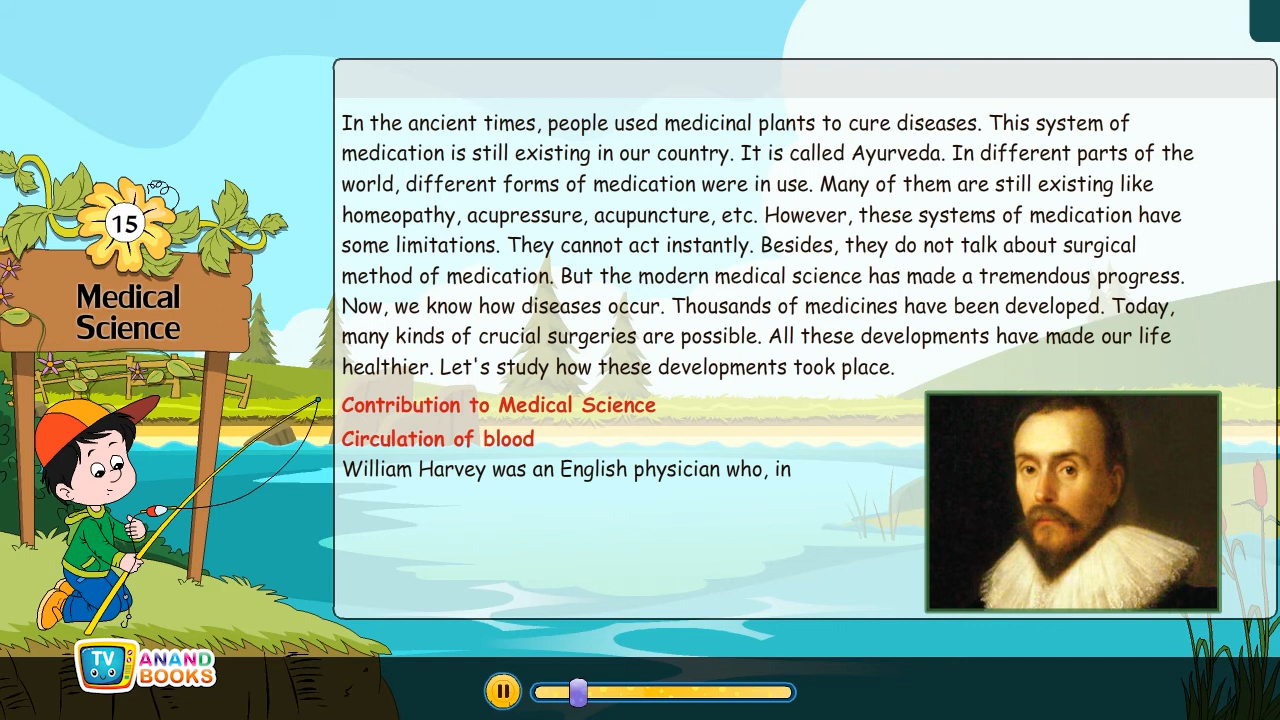 In the ancient times, people used medicinal plants to cure diseases. This system of
medication is still existing in our country. It is called Ayurveda. In different parts of the
world, different forms of medication were in use. Many of them are still existing like
homeopathy, acupressure, acupuncture, etc. However, these systems of medication have
some limitations. They cannot act instantly. Besides, they do not talk about surgical
method of medication. But the modern medical science has made a tremendous progress.
Now, we know how diseases occur. Thousands of medicines have been developed. Today,
many kinds of crucial surgeries are possible. All these developments have made our life
healthier. Let's study how these developments took place.
Contribution to Medical Science
Circulation of blood
William Harvey was an English physician who, in
15
Medical
Science
TV
ANAND
BOOKS